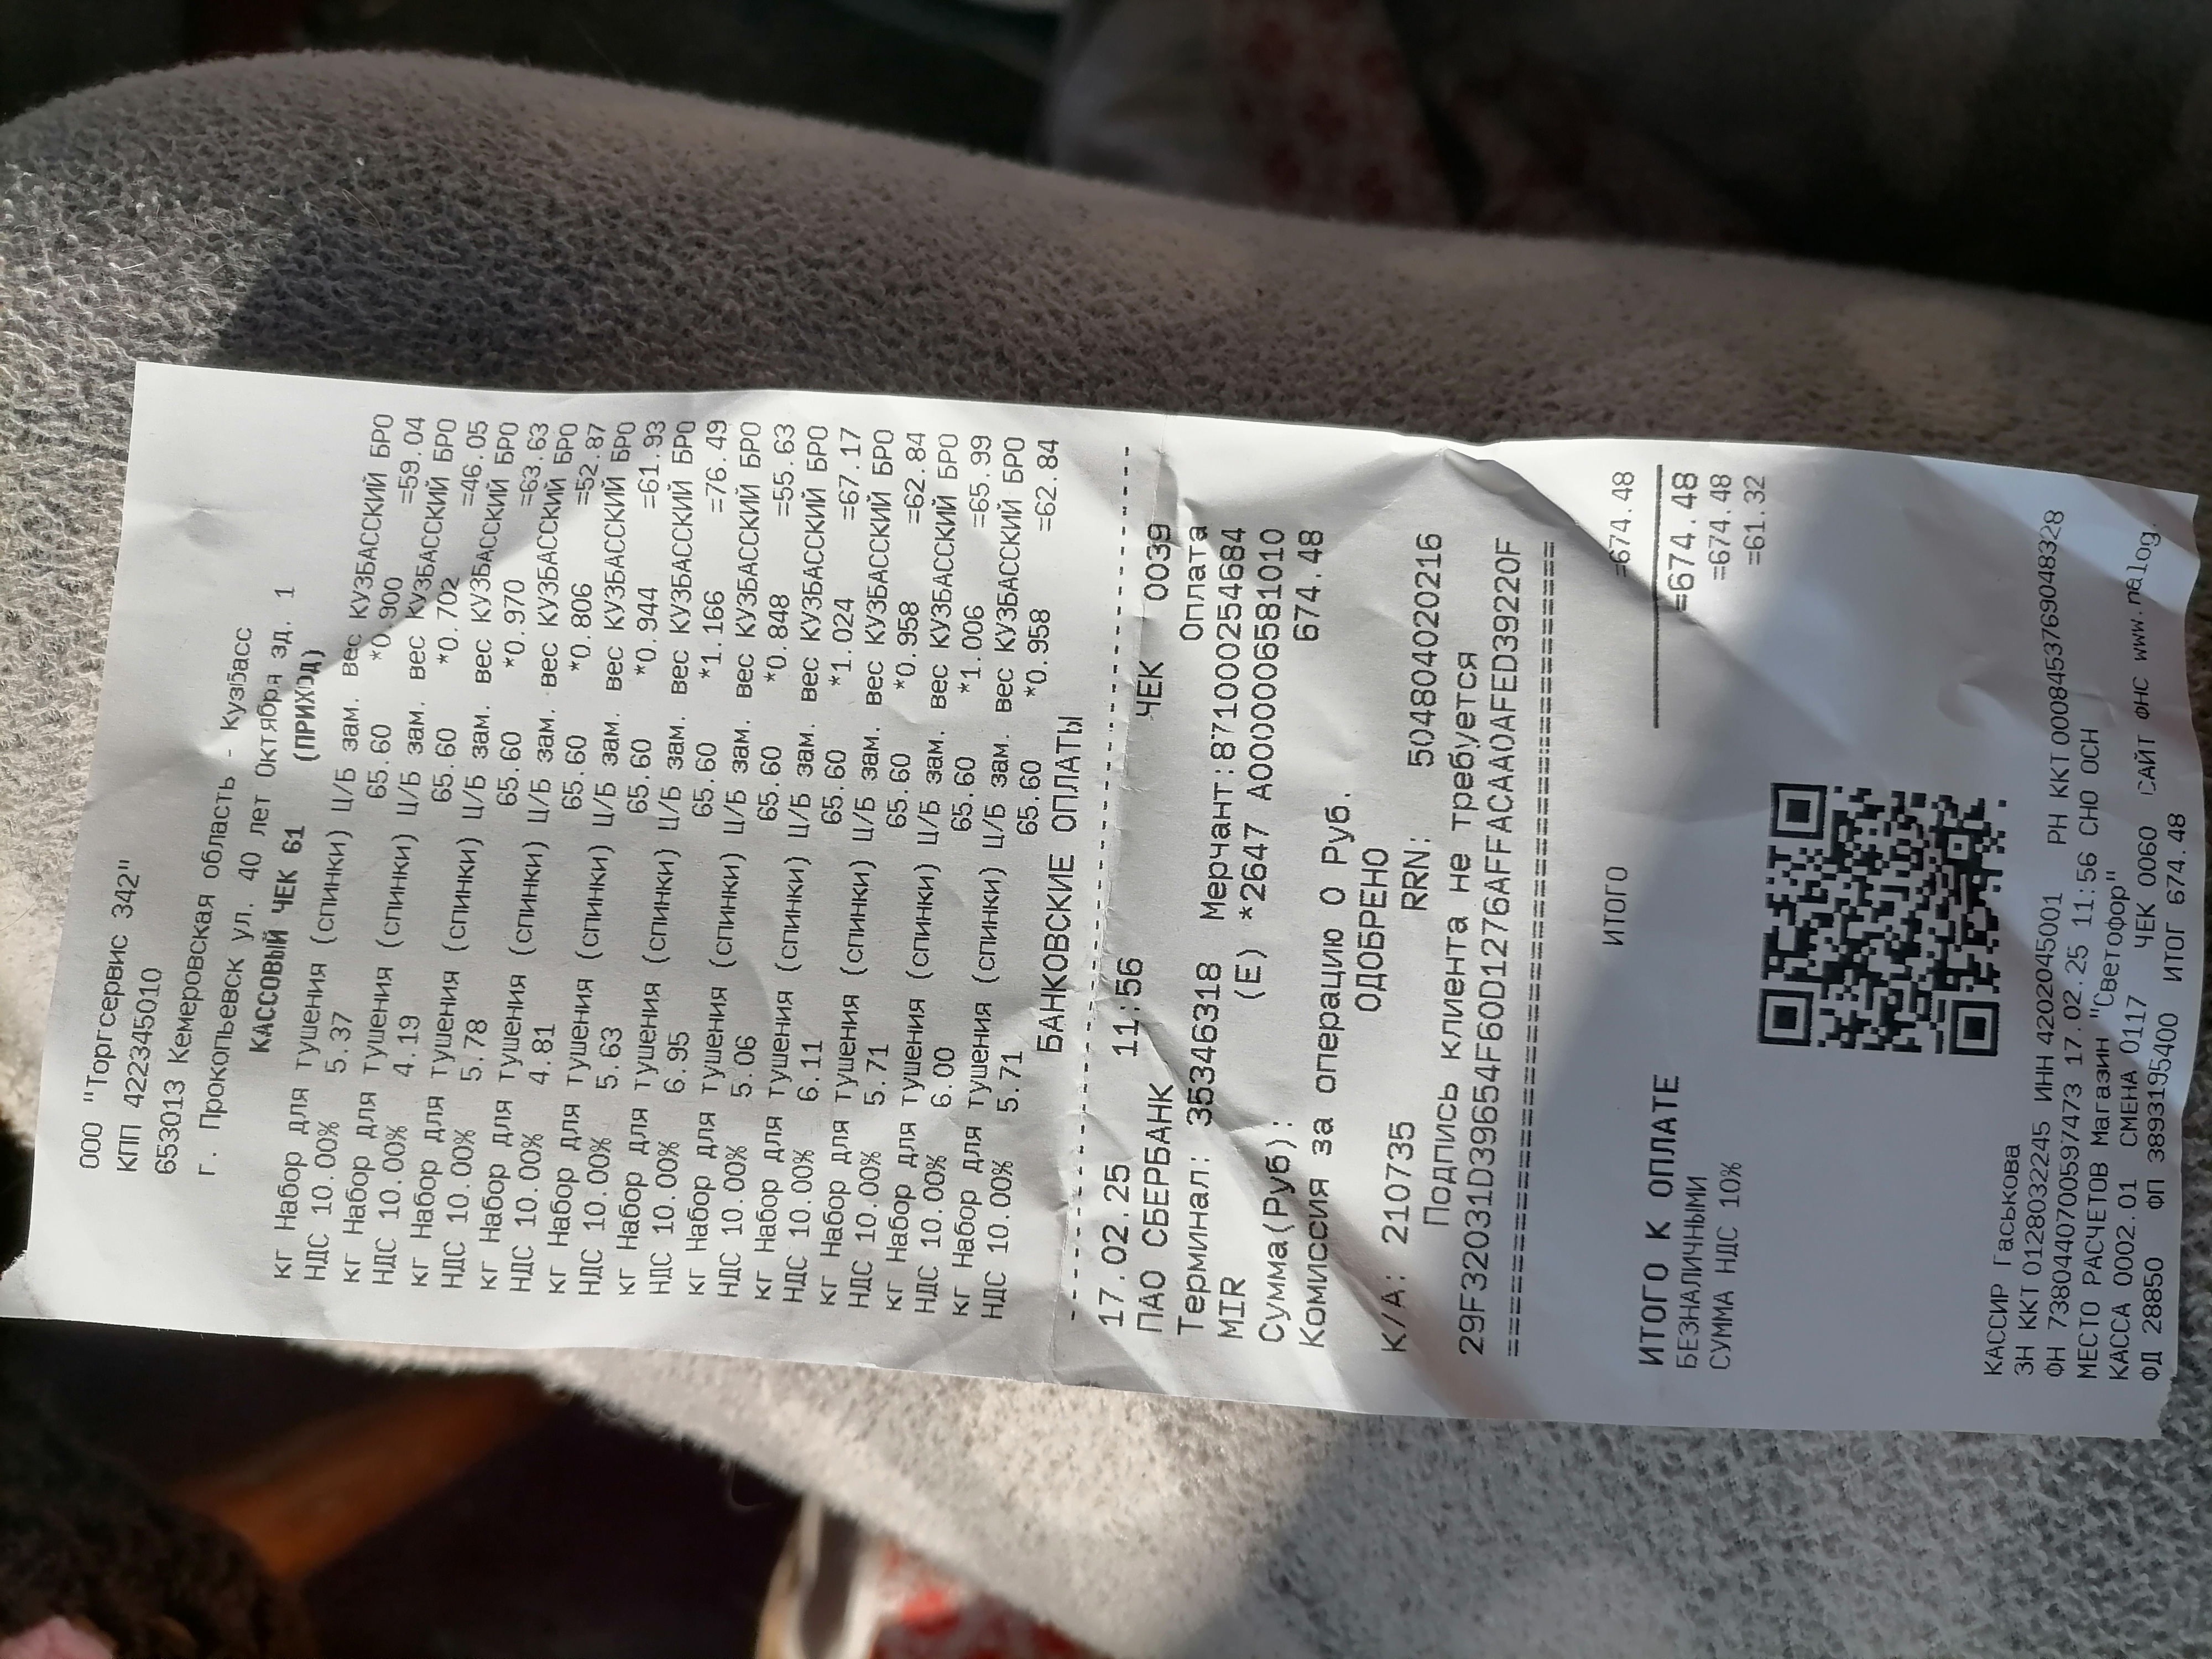 ООО "Торгсервис 342"
КПП 422345010
653013 Кемеровская область - Кузбасс
г. Прокопьевск ул. 40 лет Октября зд. 1
КАССОВЫЙ ЧЕК 61 (ПРИХОД)
кг Набор для тушения (спинки) Ц/Б зам. вес КУЗБАССКИЙ БРО
НДС 10.00% 5.37 65.60 *0.900 =59.04
кг Набор для тушения (спинки) Ц/Б зам. вес КУЗБАССКИЙ БРО
НДС 10.00% 4.19 65.60 *0.702 =46.05
кг Набор для тушения (спинки) Ц/Б зам. вес КУЗБАССКИЙ БРО
НДС 10.00% 5.78 65.60 *0.970 =63.63
кг Набор для тушения (спинки) Ц/Б зам. вес КУЗБАССКИЙ БРО
НДС 10.00% 4.81 65.60 *0.806 =52.87
кг Набор для тушения (спинки) Ц/Б зам. вес КУЗБАССКИЙ БРО
НДС 10.00% 5.63 65.60 *0.944 =61.93
кг Набор для тушения (спинки) Ц/Б зам. вес КУЗБАССКИЙ БРО
НДС 10.00% 6.95 65.60 *1.166 =76.49
кг Набор для тушения (спинки) Ц/Б зам. вес КУЗБАССКИЙ БРО
НДС 10.00% 5.06 65.60 *0.848 =55.63
кг Набор для тушения (спинки) Ц/Б зам. вес КУЗБАССКИЙ БРО
НДС 10.00% 6.11 65.60 *1.024 =67.17
кг Набор для тушения (спинки) Ц/Б зам. вес КУЗБАССКИЙ БРО
НДС 10.00% 5.71 65.60 *0.958 =62.84
кг Набор для тушения (спинки) Ц/Б зам. вес КУЗБАССКИЙ БРО
НДС 10.00% 6.00 65.60 *1.006 =65.99
кг Набор для тушения (спинки) Ц/Б зам. вес КУЗБАССКИЙ БРО
НДС 10.00% 5.71 65.60 *0.958 =62.84
БАНКОВСКИЕ ОПЛАТЫ
17.02.25 11:56 ЧЕК 0039
ПАО СБЕРБАНК Оплата
Терминал: 35346318 Мерчант:871000254684
MIR (E) *2647 A0000006581010
Сумма(Руб): 674.48
Комиссия за операцию 0 Руб.
ОДОБРЕНО
К/А: 210735 RRN: 504804020216
Подпись клиента не требуется
29F32031D39654F60D1276AFFACAA0AFED39220F
ИТОГО =674.48
ИТОГО К ОПЛАТЕ =674.48
БЕЗНАЛИЧНЫМИ =674.48
СУММА НДС 10% =61.32
КАССИР Гаськова
ЗН ККТ 0128032245 ИНН 4202045001 РН ККТ 0008453769048328
ФН 7380440700597473 17.02.25 11:56 СНО ОСН
МЕСТО РАСЧЕТОВ Магазин "Светофор"
КАССА 0002.01 СМЕНА 0117 ЧЕК 0060 САЙТ ФНС www.nalog.
ФД 28850 ФП 3893195400 ИТОГ 674.48